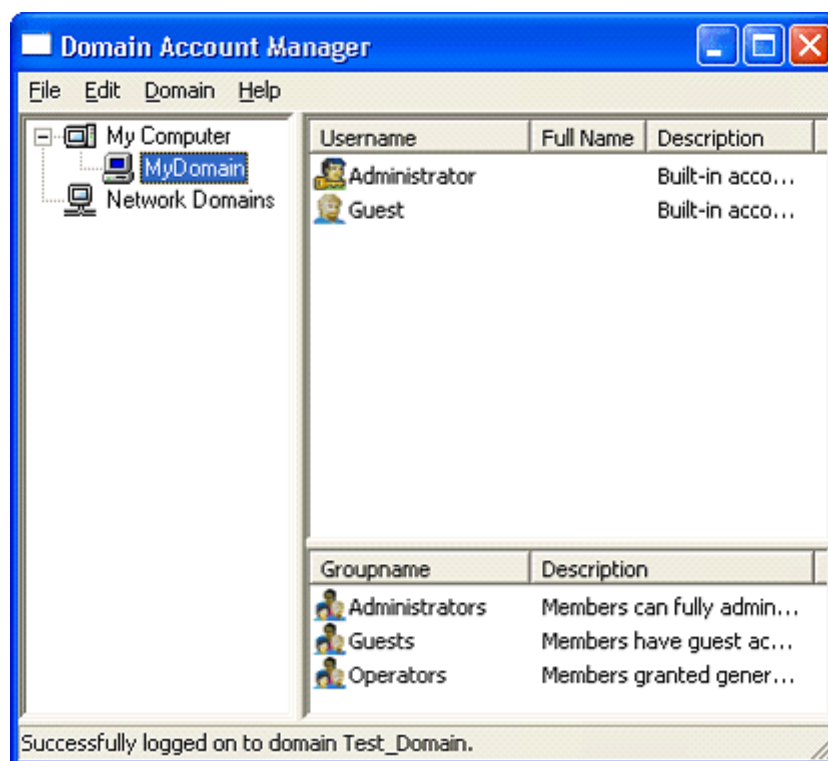 Domain Account Manager
File Edit Domain Help
My Computer
MyDomain
Network Domains
Username Full Name Description
Administrator Built-in acco...
Guest Built-in acco...
Groupname Description
Administrators Members can fully admin...
Guests Members have guest ac...
Operators Members granted gener...
Successfully logged on to domain Test_Domain.